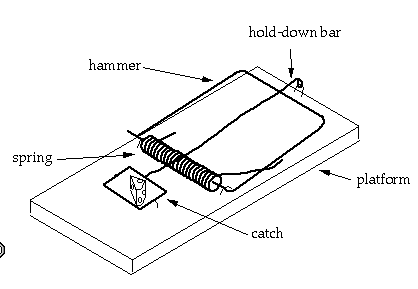 hold-down bar
hammer
spring
platform
catch